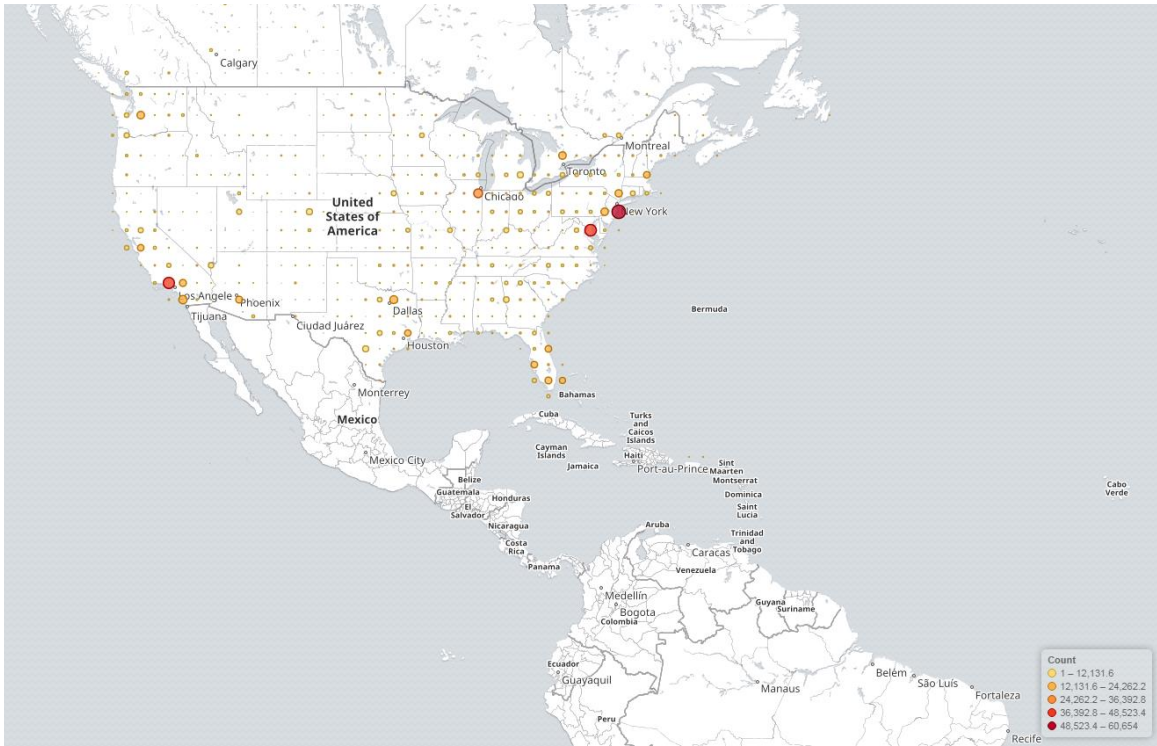 Calgary
Montreal
Toronto
Chicago
United
States of
America
New York
Los Angele
Phoenix
Tijuana
Dallas
Ciudad Juárez
Houston
Bermuda
Monterrey
Bahamas
Mexico
Cuba
Turks
and
Caicos
Islands
Cayman
Islands
Haiti
Port-au-Prince
Jamaica
Mexico City
Sint
Maarten
Montserrat
Belize
Dominica
Guatemala
Honduras
El
Salvador
Saint
Lucia
Cabo
Verde
Nicaragua
Aruba
Costa
Rica
Trinidad
and
Tobago
Caracas
Panama
Venezuela
Medellín
Guyana
Suriname
Bogota
Colombia
Ecuador
Guayaquil
Manaus
Belém
São Luís
Fortaleza
Peru
Recife
Count
1 – 12,131.6
12,131.6 – 24,262.2
24,262.2 – 36,392.8
36,392.8 – 48,523.4
48,523.4 – 60,654